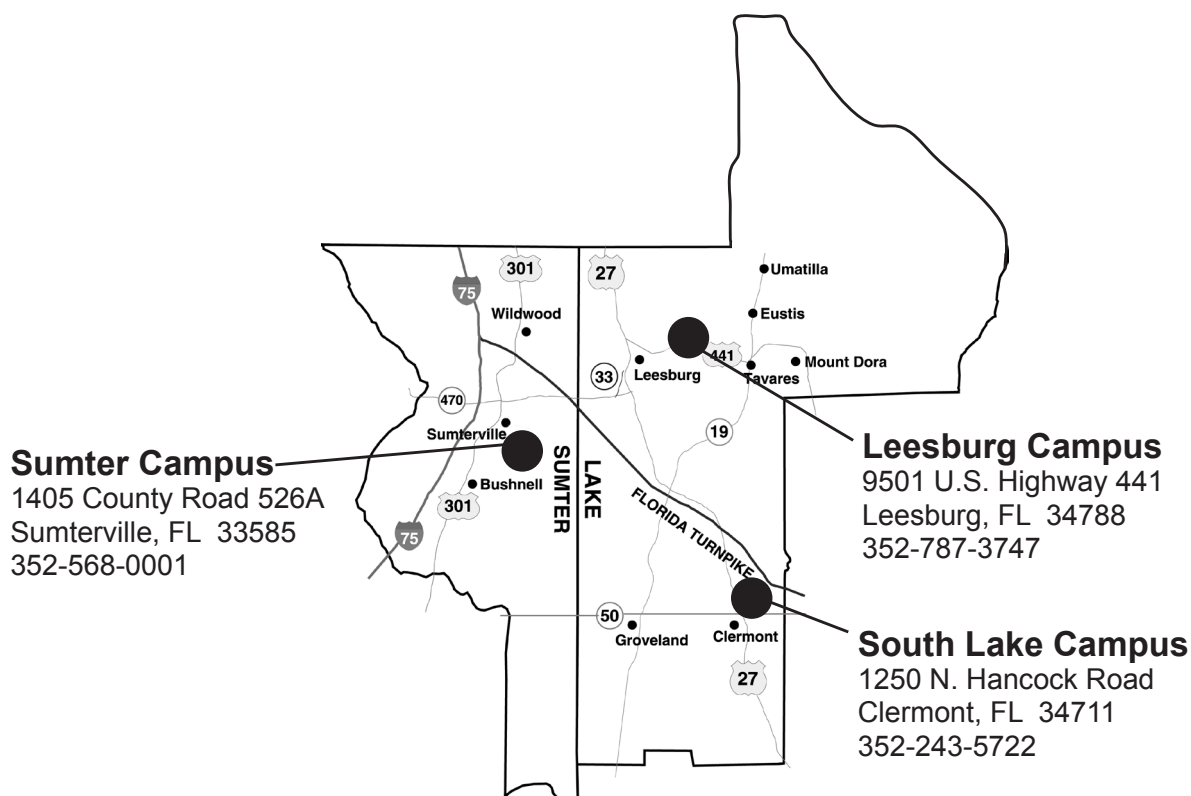 301
27
75
Umatilla
Wildwood
Eustis
441
Mount Dora
Leesburg
Tavares
33
470
19
Sumterville
SUMTER
LAKE
Bushnell
301
75
FLORIDA TURNPIKE
50
Groveland
Clermont
27
Sumter Campus
1405 County Road 526A
Sumterville, FL 33585
352-568-0001
Leesburg Campus
9501 U.S. Highway 441
Leesburg, FL 34788
352-787-3747
South Lake Campus
1250 N. Hancock Road
Clermont, FL 34711
352-243-5722